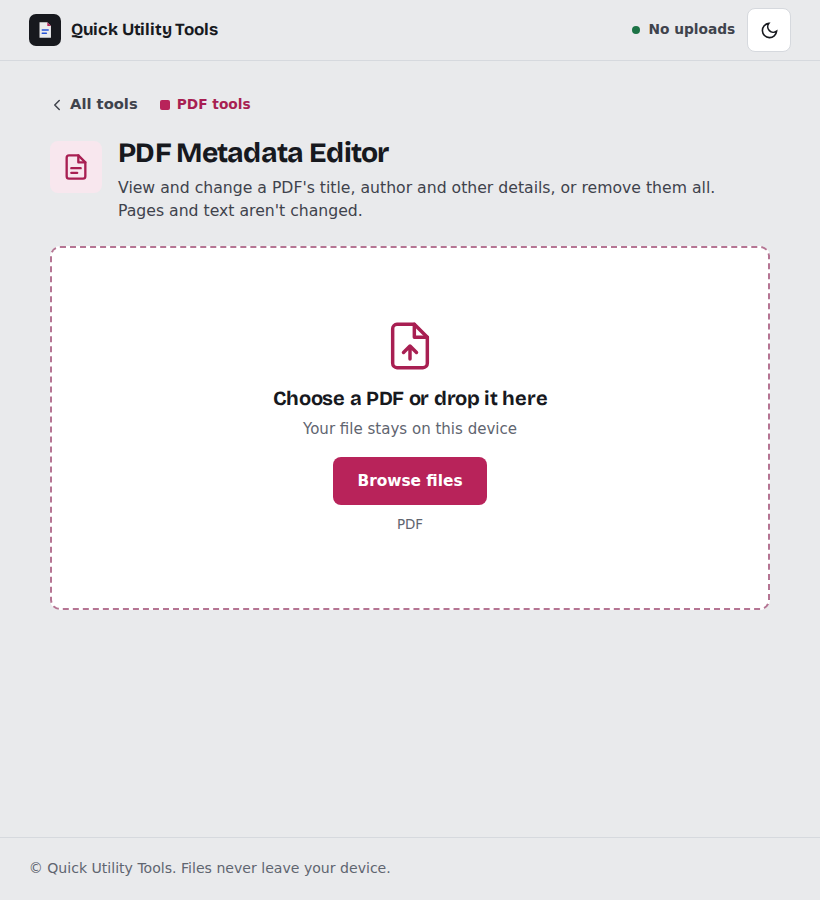 Quick Utility Tools
No uploads
All tools
PDF tools
PDF Metadata Editor
View and change a PDF's title, author and other details, or remove them all.
Pages and text aren't changed.
Choose a PDF or drop it here
Your file stays on this device
Browse files
PDF
© Quick Utility Tools. Files never leave your device.